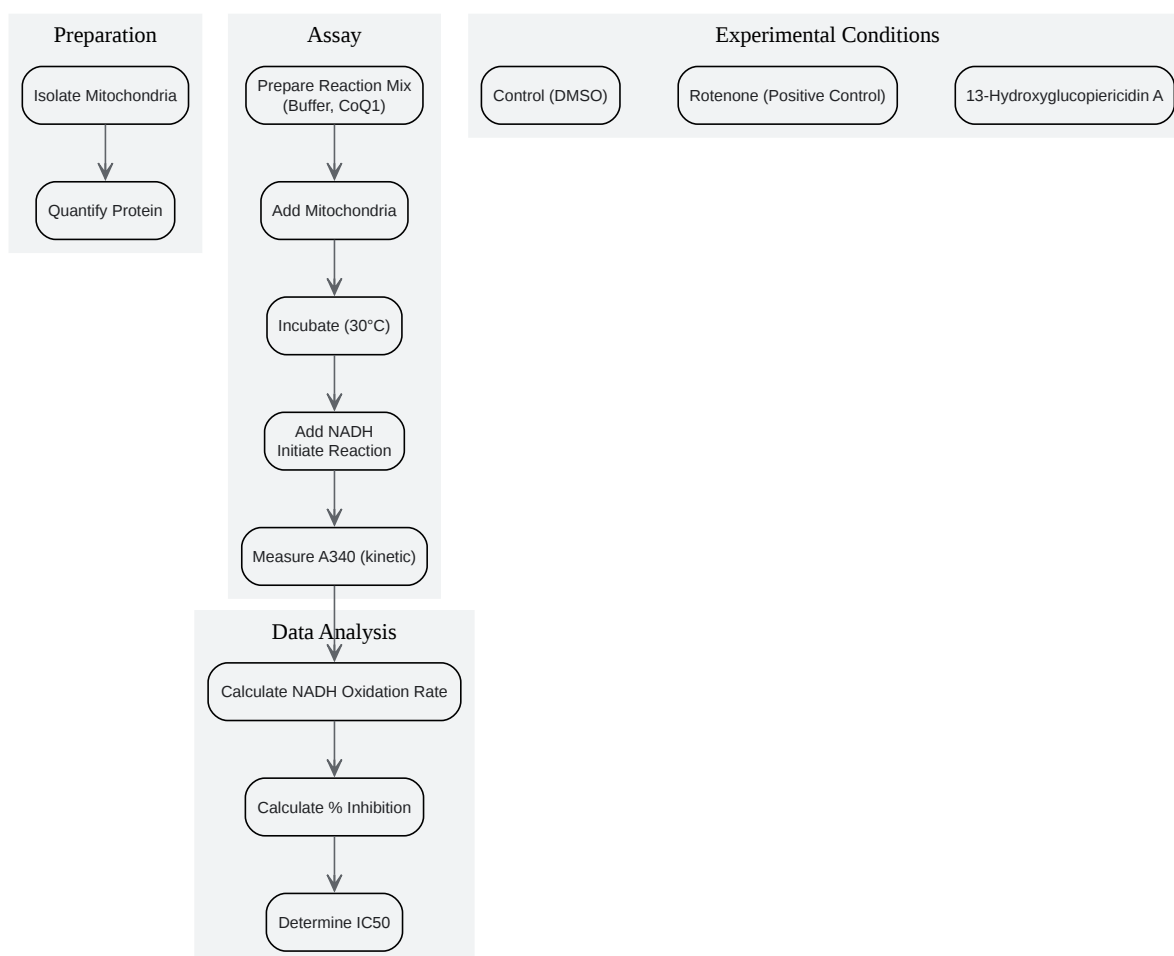 Preparation
Isolate Mitochondria
Quantify Protein
Assay
Prepare Reaction Mix
(Buffer, CoQ1)
Add Mitochondria
Incubate (30°C)
Add NADH
Initiate Reaction
Measure A340 (kinetic)
Data Analysis
Calculate NADH Oxidation Rate
Calculate % Inhibition
Determine IC50
Experimental Conditions
Control (DMSO)
Rotenone (Positive Control)
13-Hydroxyglucopiericidin A